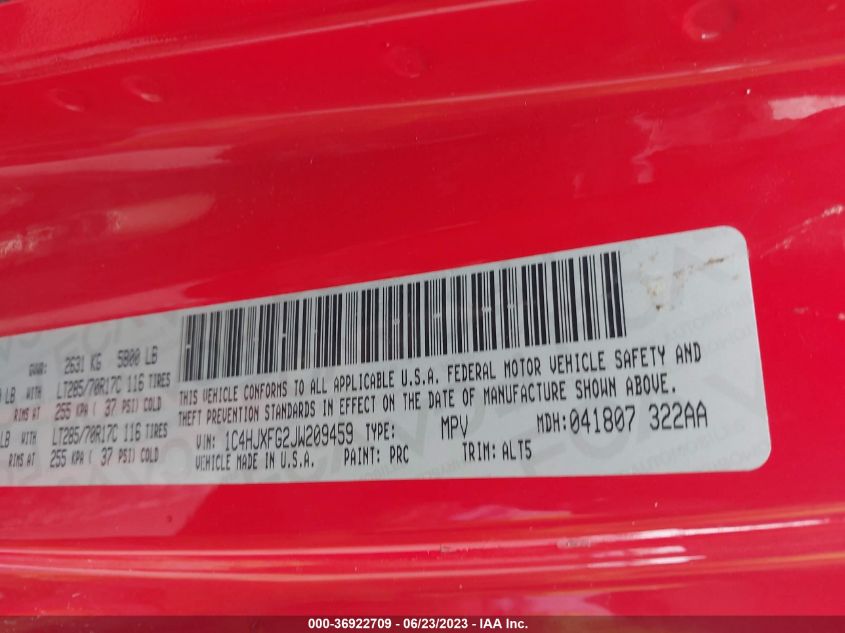 GVWR: 2631 KG 5800 LB
LB WITH LT285/70R17C 116 TIRES
RIMS AT 255 KPA ( 37 PSI) COLD
LB WITH LT285/70R17C 116 TIRES
RIMS AT 255 KPA ( 37 PSI) COLD
THIS VEHICLE CONFORMS TO ALL APPLICABLE U.S.A. FEDERAL MOTOR VEHICLE SAFETY AND
THEFT PREVENTION STANDARDS IN EFFECT ON THE DATE OF MANUFACTURE SHOWN ABOVE.
VIN: 1C4HJXFG2JW209459 TYPE: MPV MDH:041807 322AA
VEHICLE MADE IN U.S.A. PAINT: PRC TRIM: ALT5
000-36922709 - 06/23/2023 - IAA Inc.